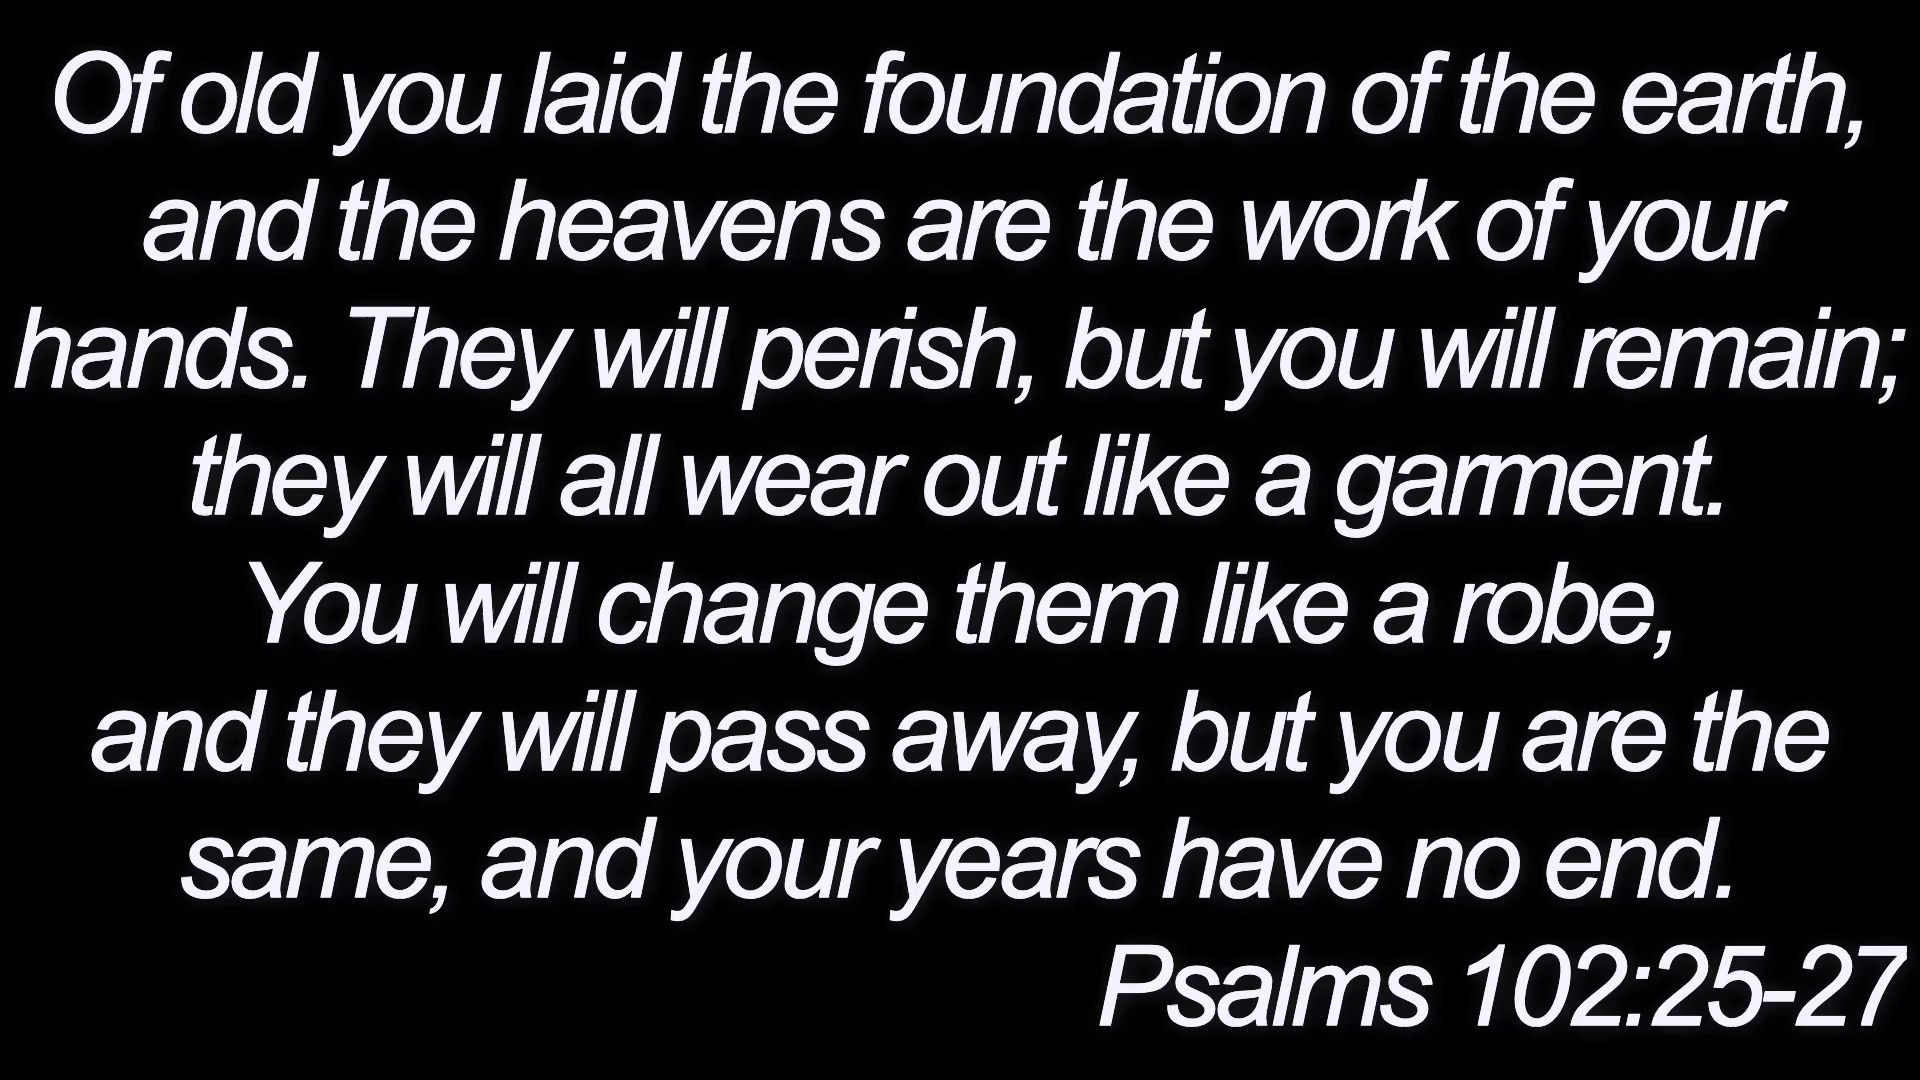 Of old you laid the foundation of the earth,
and the heavens are the work of your
hands. They will perish, but you will remain;
they will all wear out like a garment.
You will change them like a robe,
and they will pass away, but you are the
same, and your years have no end.
Psalms 102:25-27